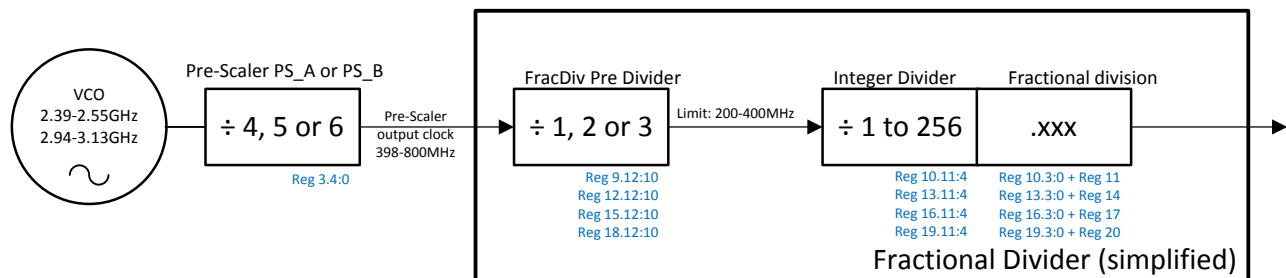 VCO
2.39-2.55GHz
2.94-3.13GHz
Pre-Scaler PS_A or PS_B
÷ 4, 5 or 6
Reg 3.4:0
Pre-Scaler
output clock
398-800MHz
FracDiv Pre Divider
÷ 1, 2 or 3
Reg 9.12:10
Reg 12.12:10
Reg 15.12:10
Reg 18.12:10
Limit: 200-400MHz
Integer Divider
÷ 1 to 256
Reg 10.11:4
Reg 13.11:4
Reg 16.11:4
Reg 19.11:4
Fractional division
.xxx
Reg 10.3:0 + Reg 11
Reg 13.3:0 + Reg 14
Reg 16.3:0 + Reg 17
Reg 19.3:0 + Reg 20
Fractional Divider (simplified)